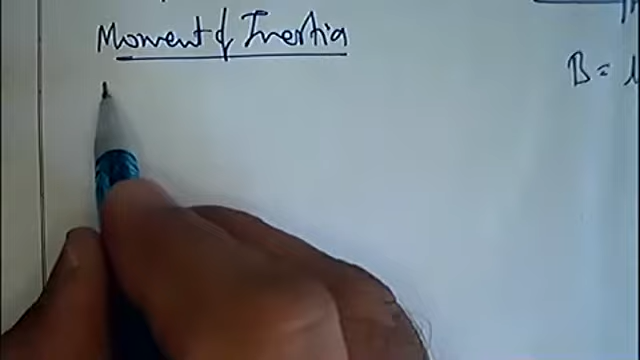 Moment of Inertia
B =